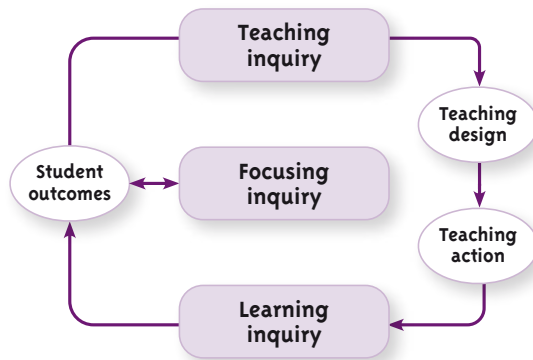 Teaching
inquiry
Teaching
design
Student
outcomes
Focusing
inquiry
Teaching
action
Learning
inquiry